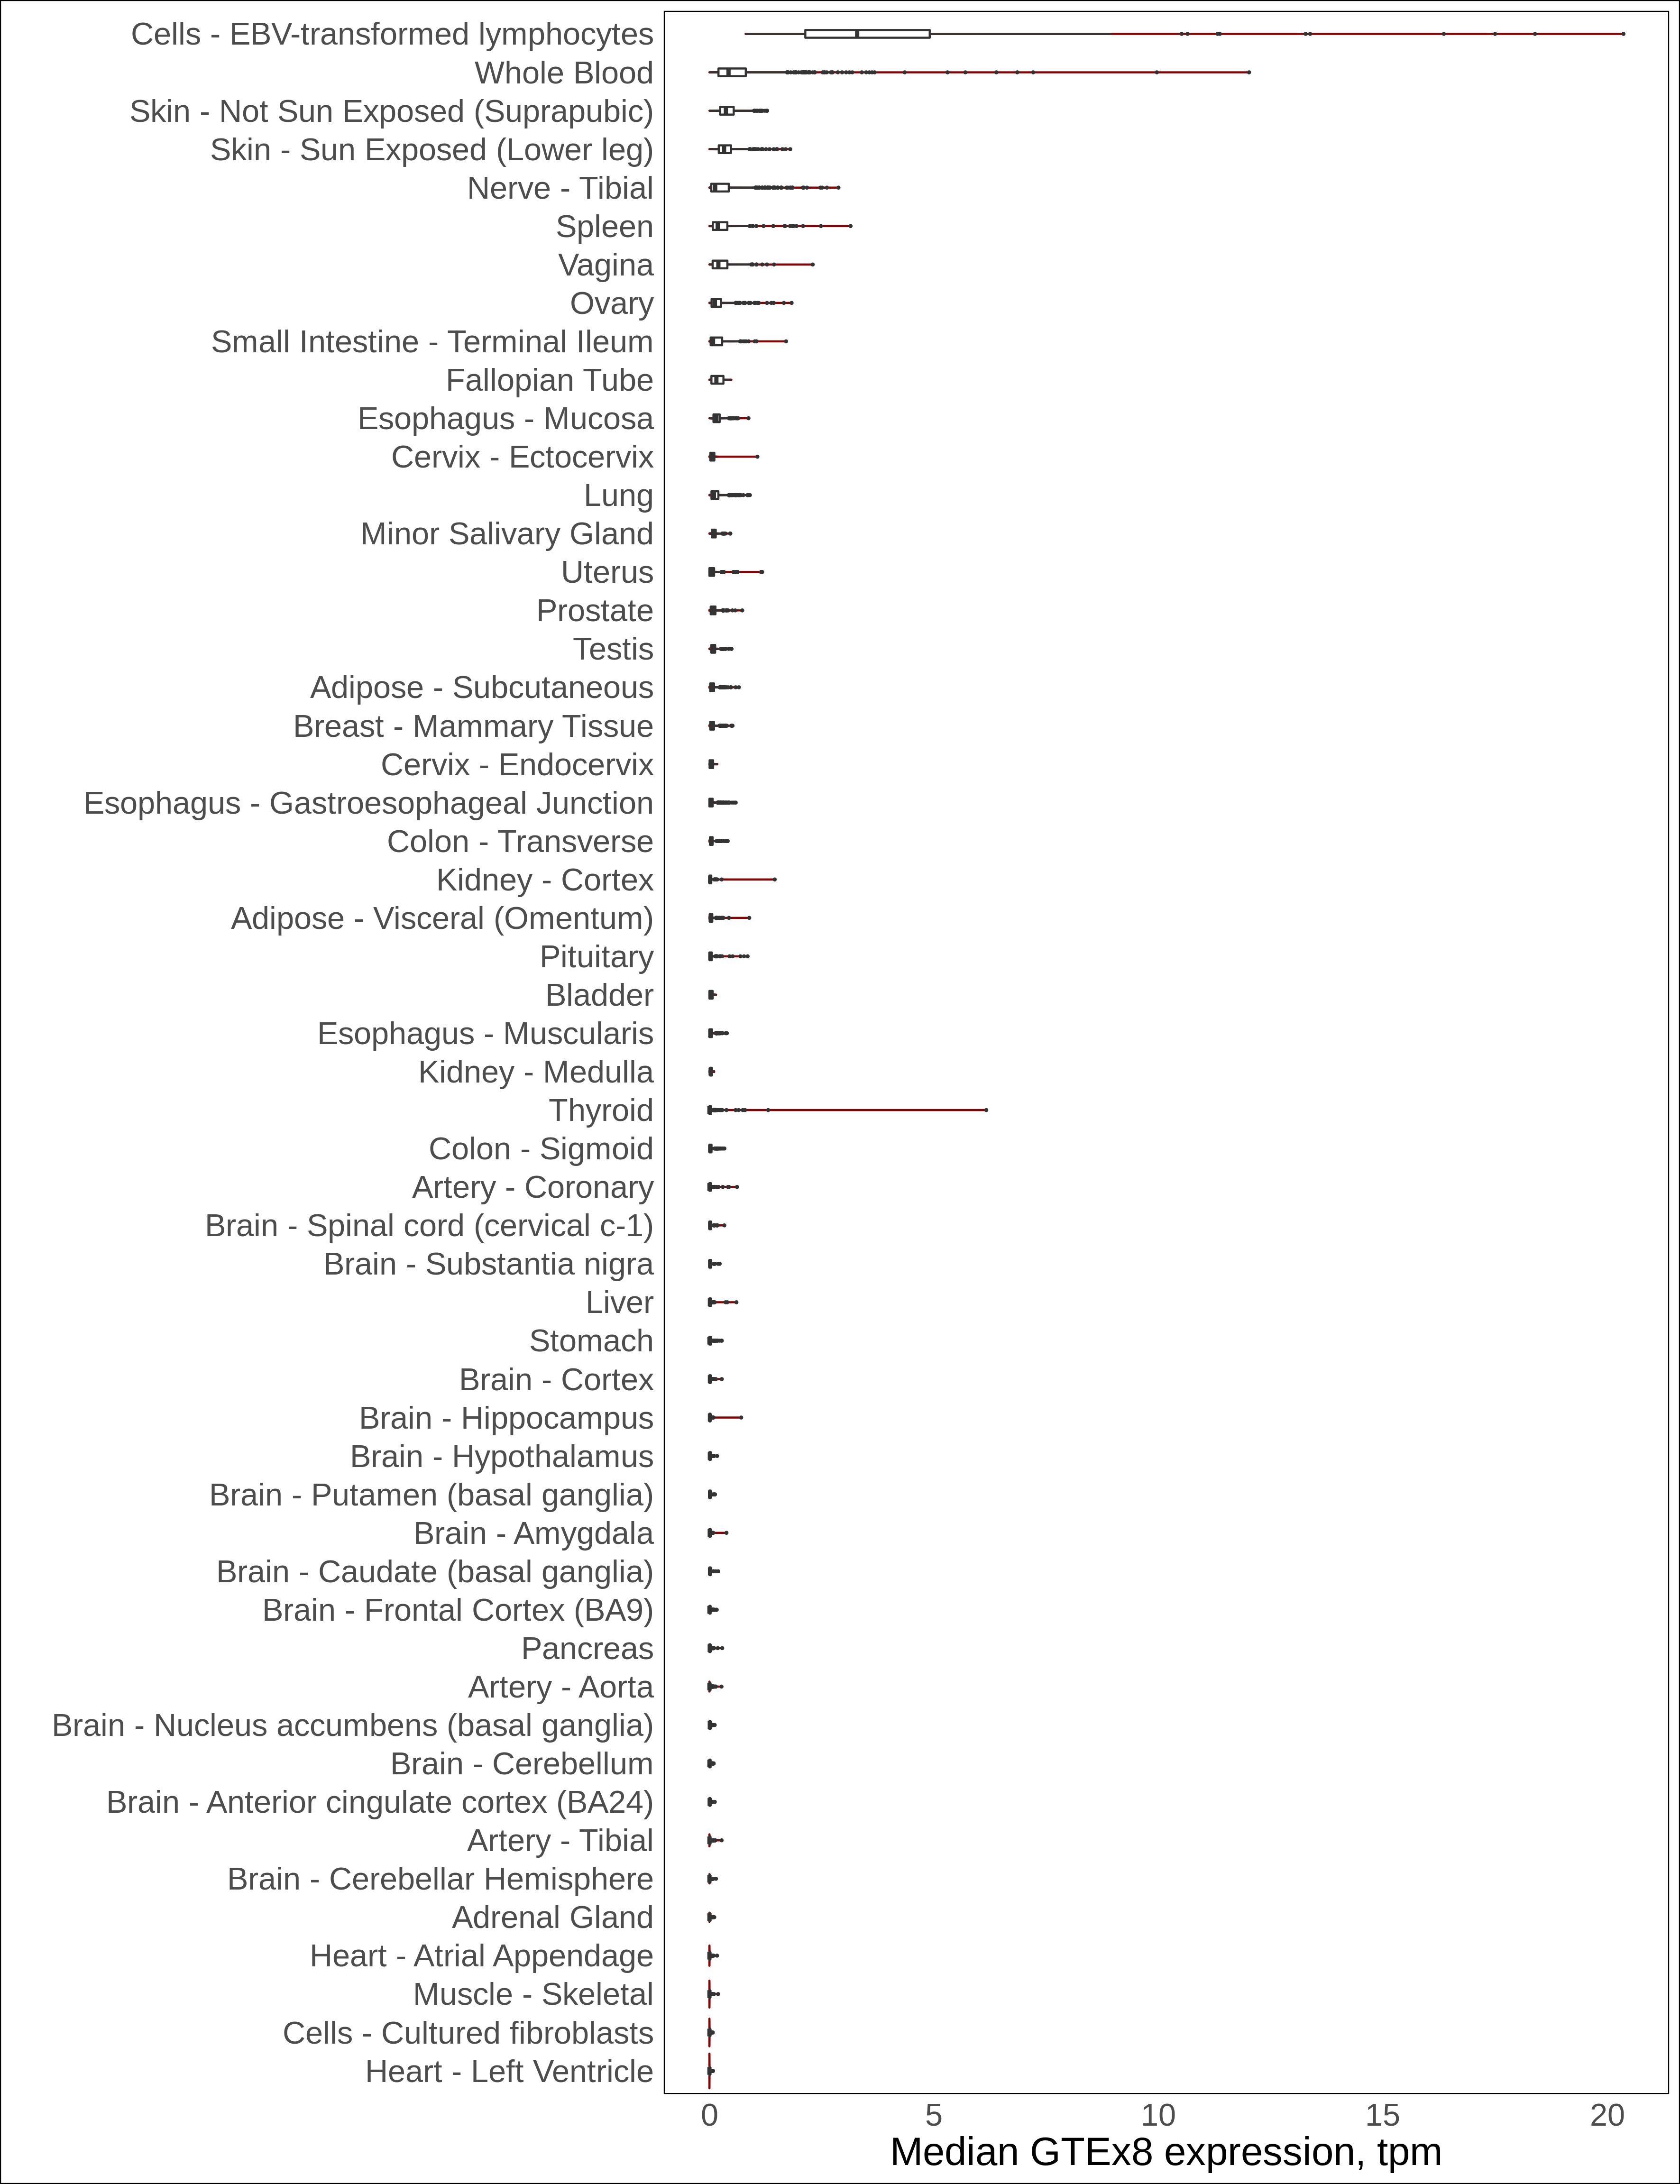 Cells - EBV-transformed lymphocytes
Whole Blood
Skin - Not Sun Exposed (Suprapubic)
Skin - Sun Exposed (Lower leg)
Nerve - Tibial
Spleen
Vagina
Ovary
Small Intestine - Terminal Ileum
Fallopian Tube
Esophagus - Mucosa
Cervix - Ectocervix
Lung
Minor Salivary Gland
Uterus
Prostate
Testis
Adipose - Subcutaneous
Breast - Mammary Tissue
Cervix - Endocervix
Esophagus - Gastroesophageal Junction
Colon - Transverse
Kidney - Cortex
Adipose - Visceral (Omentum)
Pituitary
Bladder
Esophagus - Muscularis
Kidney - Medulla
Thyroid
Colon - Sigmoid
Artery - Coronary
Brain - Spinal cord (cervical c-1)
Brain - Substantia nigra
Liver
Stomach
Brain - Cortex
Brain - Hippocampus
Brain - Hypothalamus
Brain - Putamen (basal ganglia)
Brain - Amygdala
Brain - Caudate (basal ganglia)
Brain - Frontal Cortex (BA9)
Pancreas
Artery - Aorta
Brain - Nucleus accumbens (basal ganglia)
Brain - Cerebellum
Brain - Anterior cingulate cortex (BA24)
Artery - Tibial
Brain - Cerebellar Hemisphere
Adrenal Gland
Heart - Atrial Appendage
Muscle - Skeletal
Cells - Cultured fibroblasts
Heart - Left Ventricle
0 5 10 15 20
Median GTEx8 expression, tpm